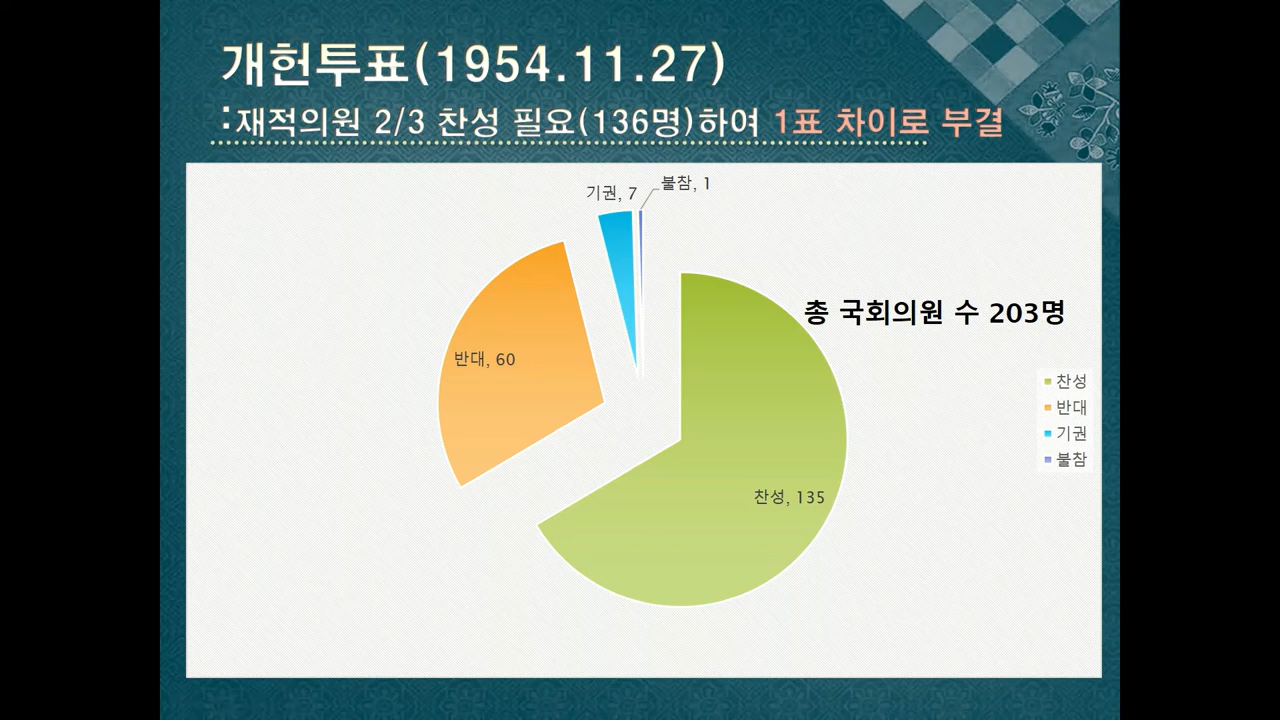 개헌투표(1954.11.27)
:재적의원 2/3 찬성 필요(136명)하여 1표 차이로 부결
기권, 7
불참, 1
총 국회의원 수 203명
반대, 60
찬성, 135
찬성
반대
기권
불참